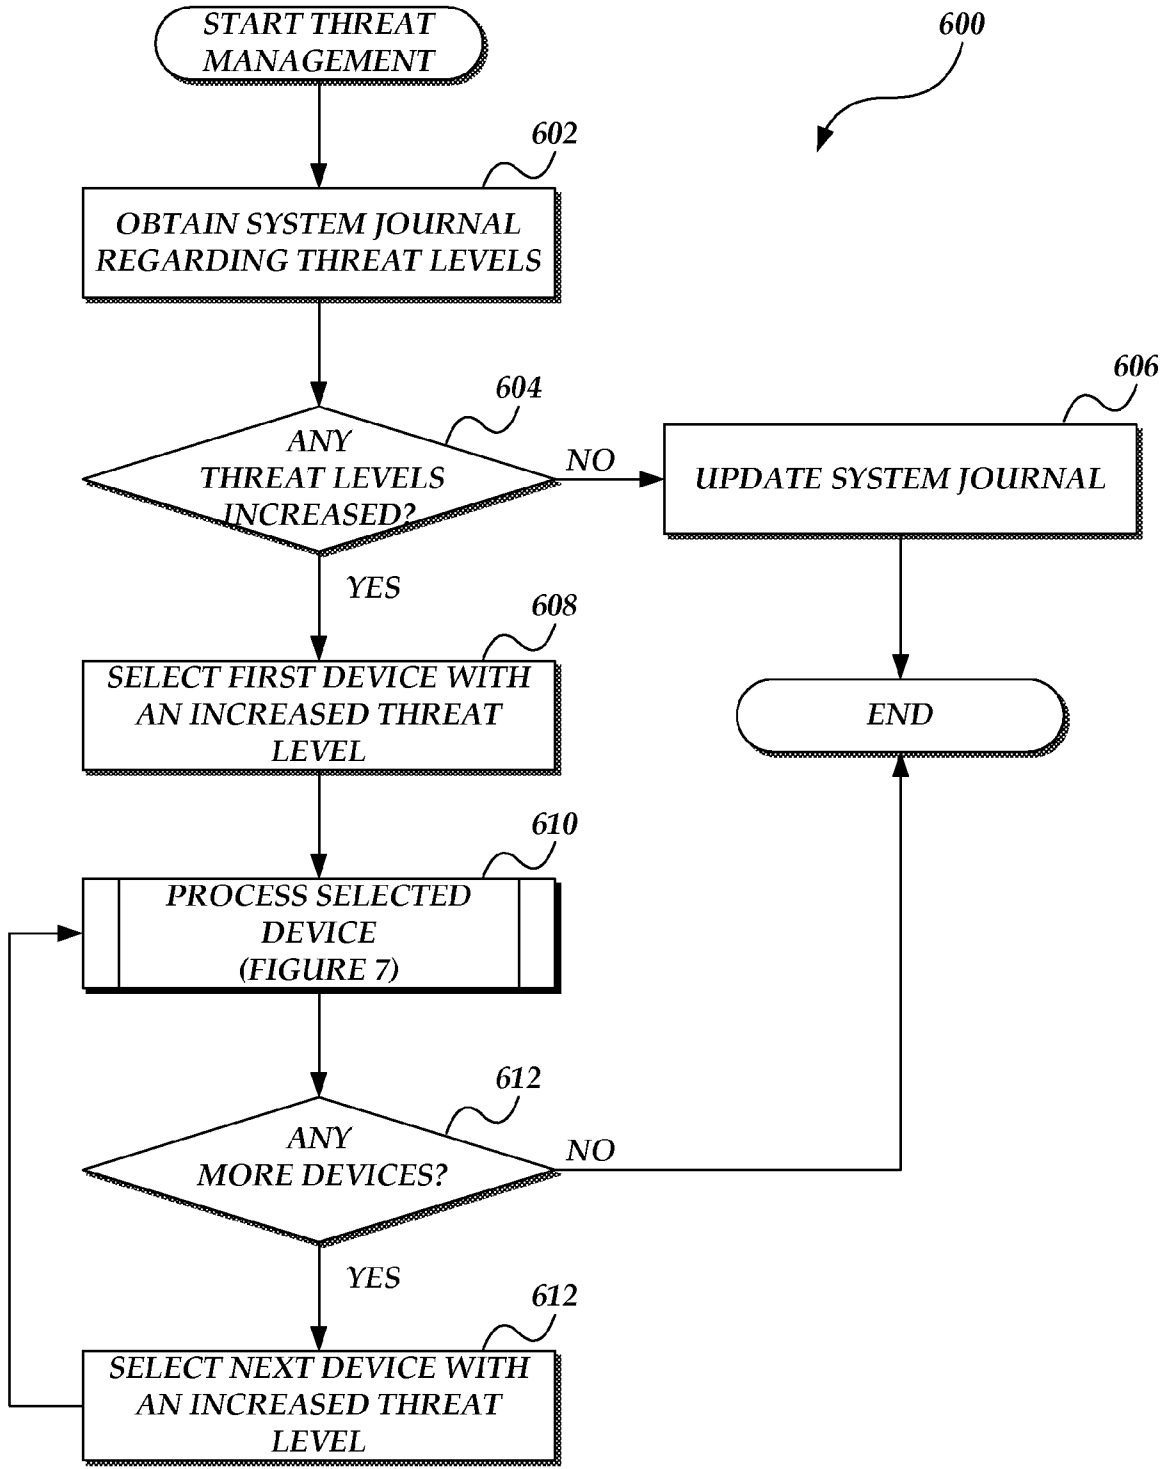 START THREAT
MANAGEMENT
600
602
OBTAIN SYSTEM JOURNAL
REGARDING THREAT LEVELS
604
ANY
THREAT LEVELS
INCREASED?
NO
606
UPDATE SYSTEM JOURNAL
YES
608
SELECT FIRST DEVICE WITH
AN INCREASED THREAT
LEVEL
END
610
PROCESS SELECTED
DEVICE
(FIGURE 7)
612
ANY
MORE DEVICES?
NO
YES
612
SELECT NEXT DEVICE WITH
AN INCREASED THREAT
LEVEL